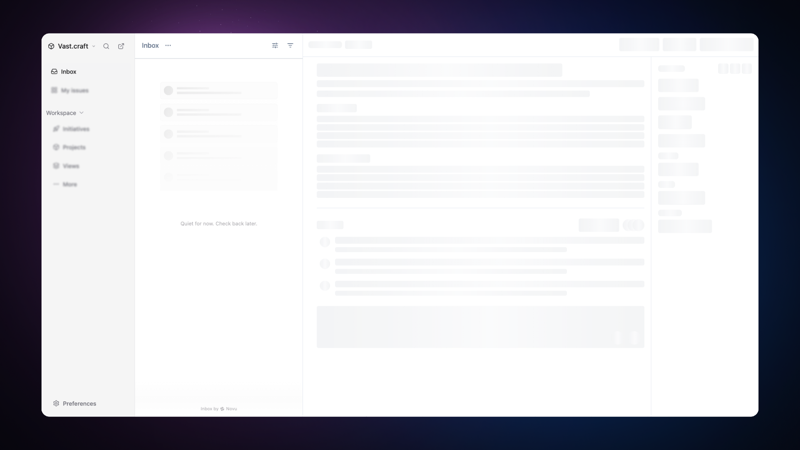 Vast.craft
Inbox
Inbox
My Issues
Workspace
Initiatives
Projects
Views
More
Quiet for now. Check back later.
Inbox by Novu
Preferences